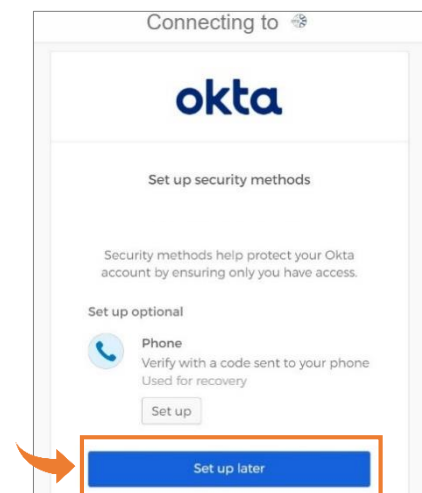 Connecting to
okta
Set up security methods
Security methods help protect your Okta
account by ensuring only you have access.
Set up optional
Phone
Verify with a code sent to your phone
Used for recovery
Set up
Set up later